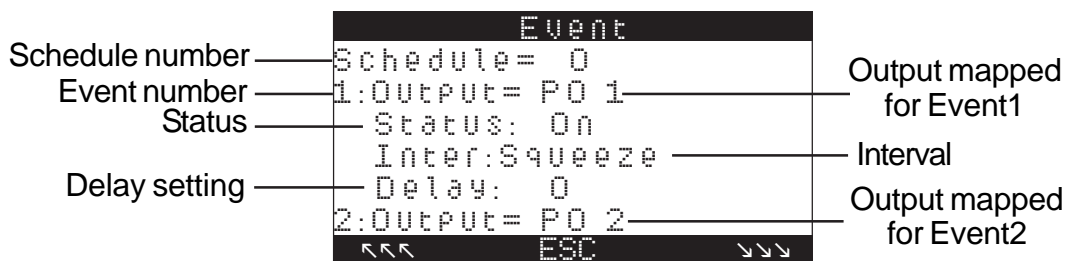 Event
Schedule number
Schedule= 0
Event number
1:Output= PO 1
Output mapped
for Event1
Status
Status: On
Inter:Squeeze
Interval
Delay setting
Delay: 0
2:Output= PO 2
Output mapped
for Event2
↖↖↖ ESC ↘↘↘